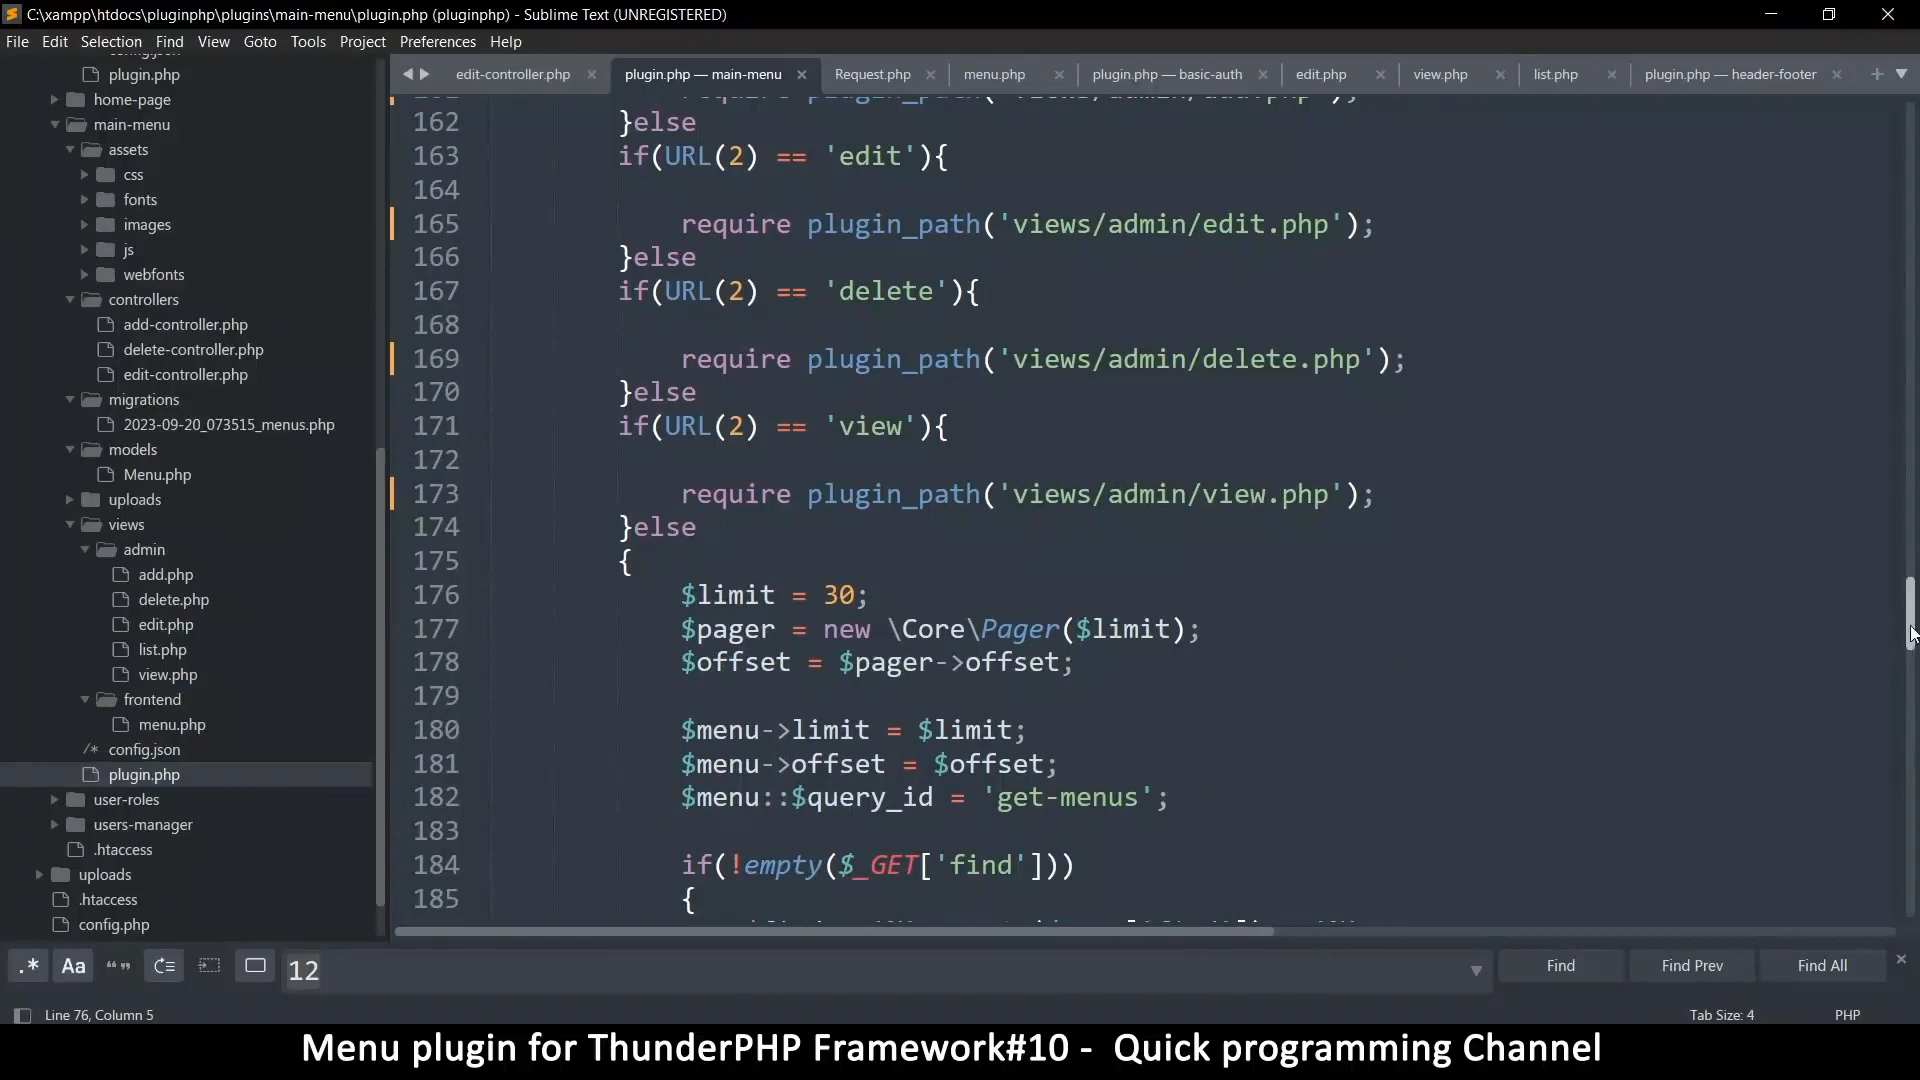 C:\xampp\htdocs\pluginphp\plugins\main-menu\plugin.php (pluginphp) - Sublime Text (UNREGISTERED)
File Edit Selection Find View Goto Tools Project Preferences Help
edit-controller.php × plugin.php — main-menu × Request.php × menu.php × plugin.php — basic-auth × edit.php × view.php × list.php × plugin.php — header-footer ×
plugin.php
home-page
main-menu
assets
css
fonts
images
js
webfonts
controllers
add-controller.php
delete-controller.php
edit-controller.php
migrations
2023-09-20_073515_menus.php
models
Menu.php
uploads
views
admin
add.php
delete.php
edit.php
list.php
view.php
frontend
menu.php
/* config.json
plugin.php
user-roles
users-manager
.htaccess
uploads
.htaccess
config.php
162 }else
163 if(URL(2) == 'edit'){
164
165 require plugin_path('views/admin/edit.php');
166 }else
167 if(URL(2) == 'delete'){
168
169 require plugin_path('views/admin/delete.php');
170 }else
171 if(URL(2) == 'view'){
172
173 require plugin_path('views/admin/view.php');
174 }else
175 {
176 $limit = 30;
177 $pager = new \Core\Pager($limit);
178 $offset = $pager->offset;
179
180 $menu->limit = $limit;
181 $menu->offset = $offset;
182 $menu::$query_id = 'get-menus';
183
184 if(!empty($_GET['find']))
185 {
.* Aa “” 12 Find Find Prev Find All ×
Line 76, Column 5 Tab Size: 4 PHP
Menu plugin for ThunderPHP Framework#10 - Quick programming Channel